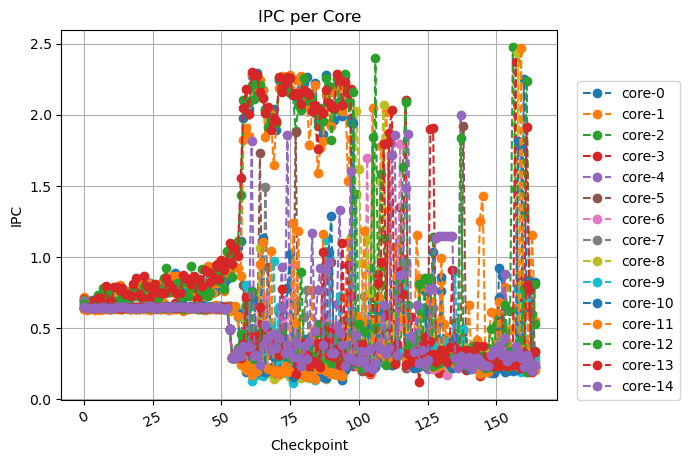 IPC per Core
IPC
2.5
2.0
1.5
1.0
0.5
0.0
0
25
50
75
100
125
150
Checkpoint
core-0
core-1
core-2
core-3
core-4
core-5
core-6
core-7
core-8
core-9
core-10
core-11
core-12
core-13
core-14